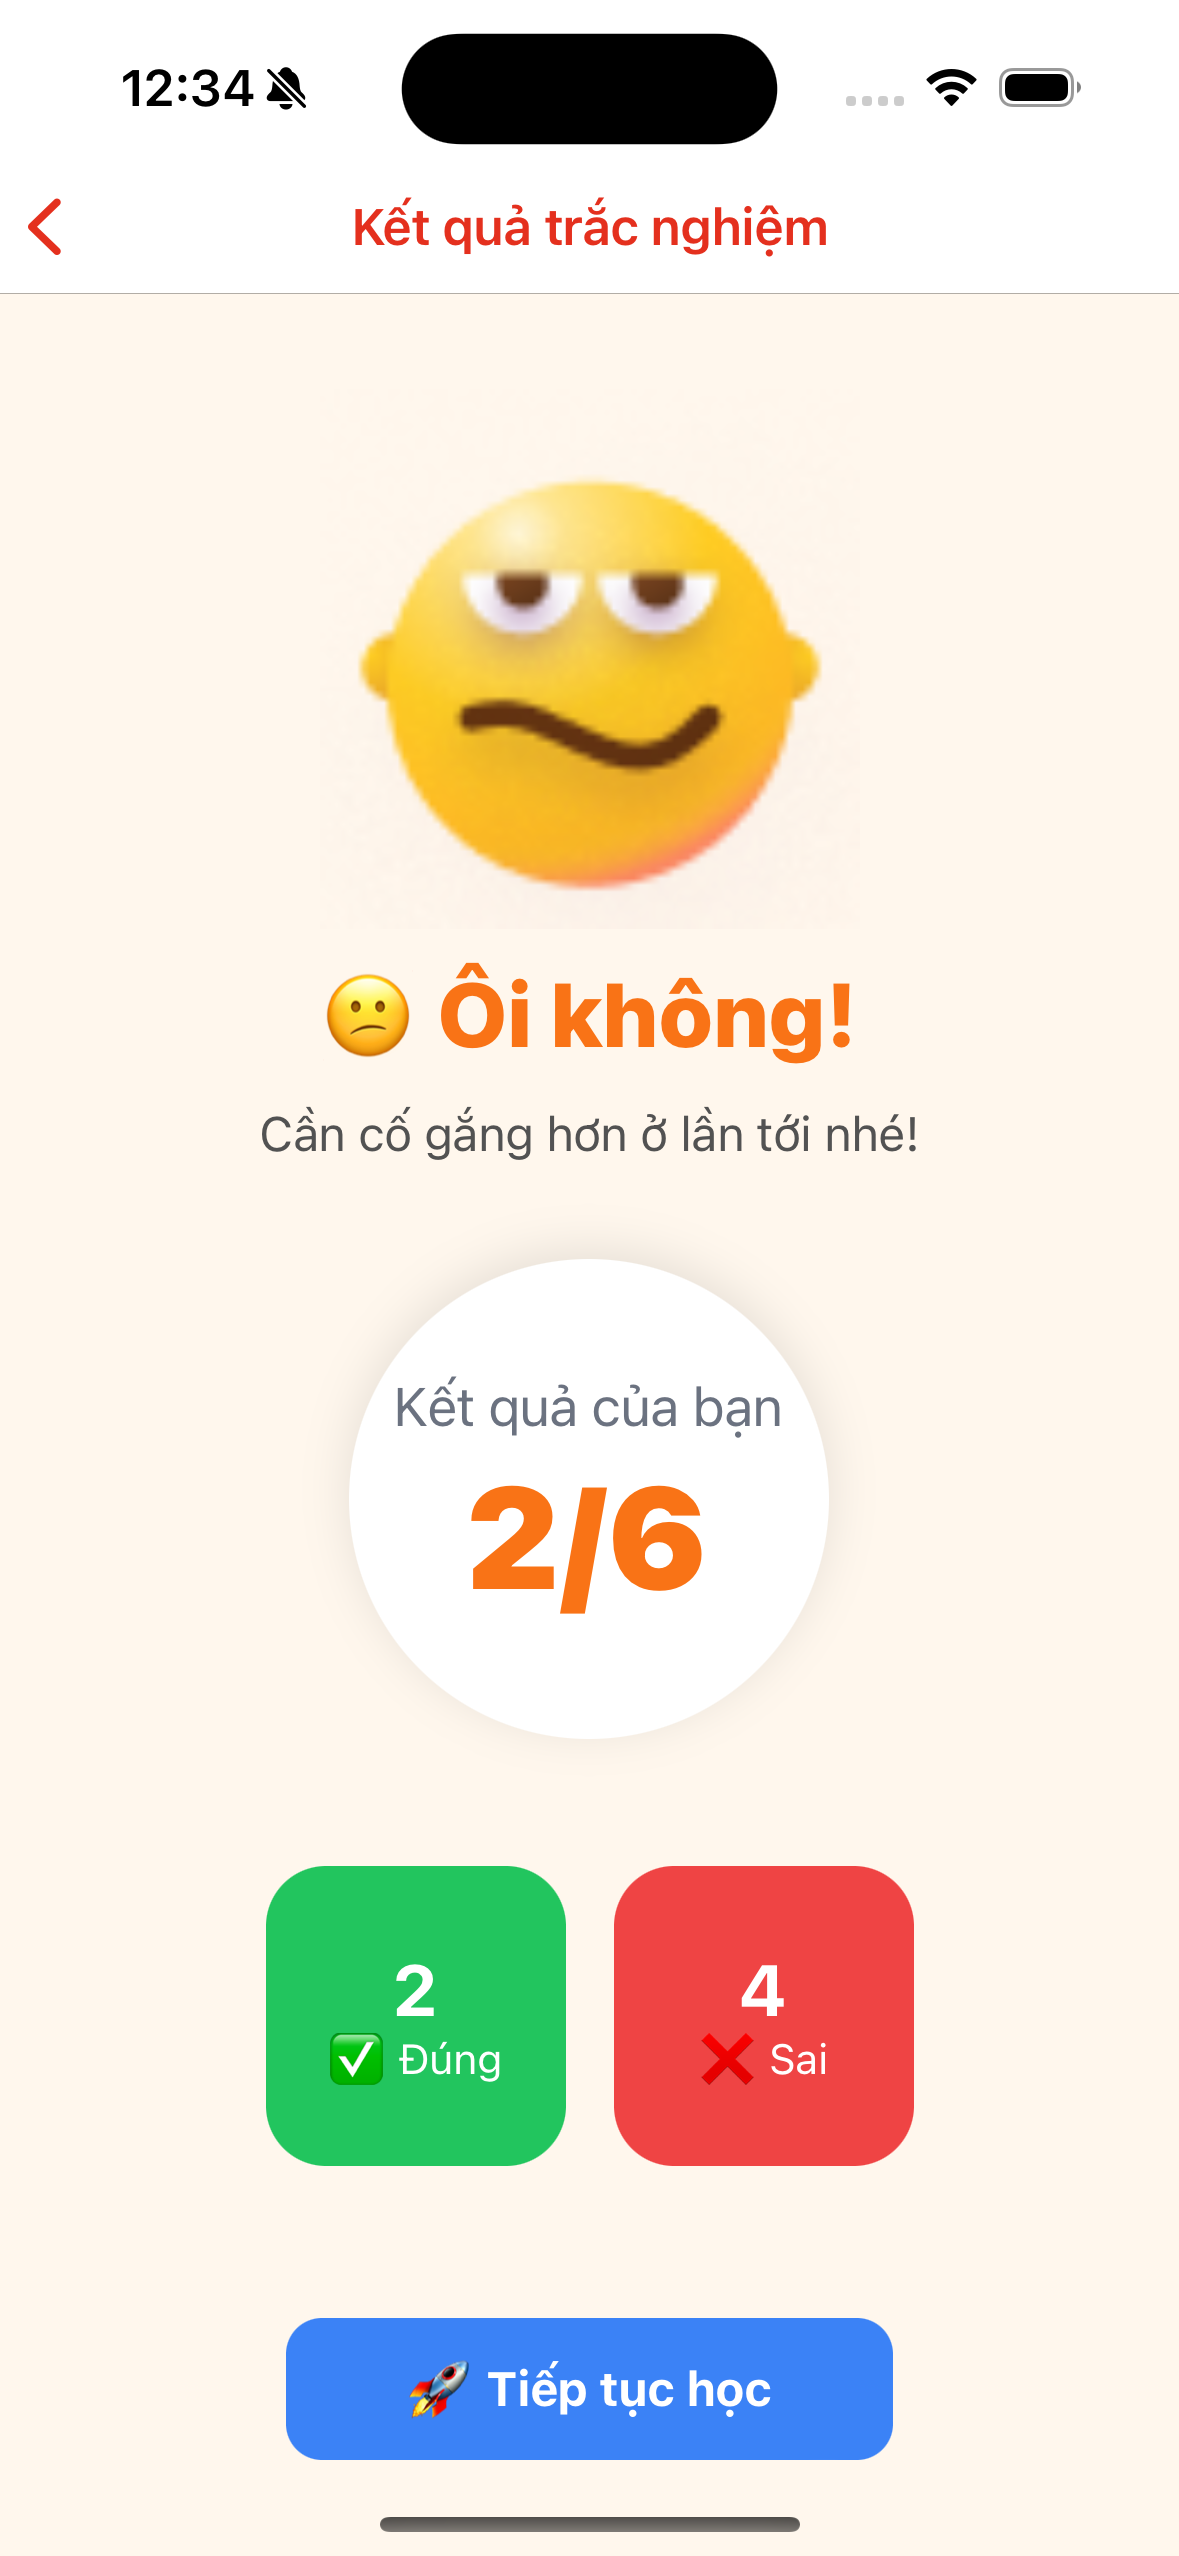 12:34
Kết quả trắc nghiệm
😕 Ôi không!
Cần cố gắng hơn ở lần tới nhé!
Kết quả của bạn
2/6
2
✅ Đúng
4
❌ Sai
🚀 Tiếp tục học